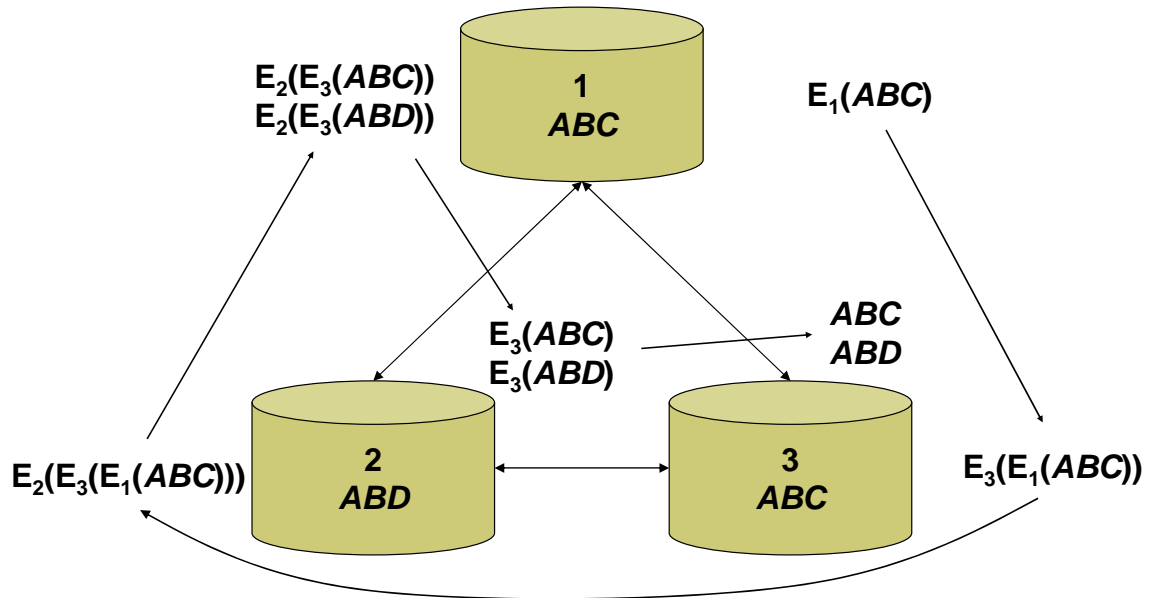 E₂(E₃(ABC))
E₂(E₃(ABD))
1
ABC
E₁(ABC)
E₃(ABC)
E₃(ABD)
ABC
ABD
E₂(E₃(E₁(ABC)))
2
ABD
3
ABC
E₃(E₁(ABC))